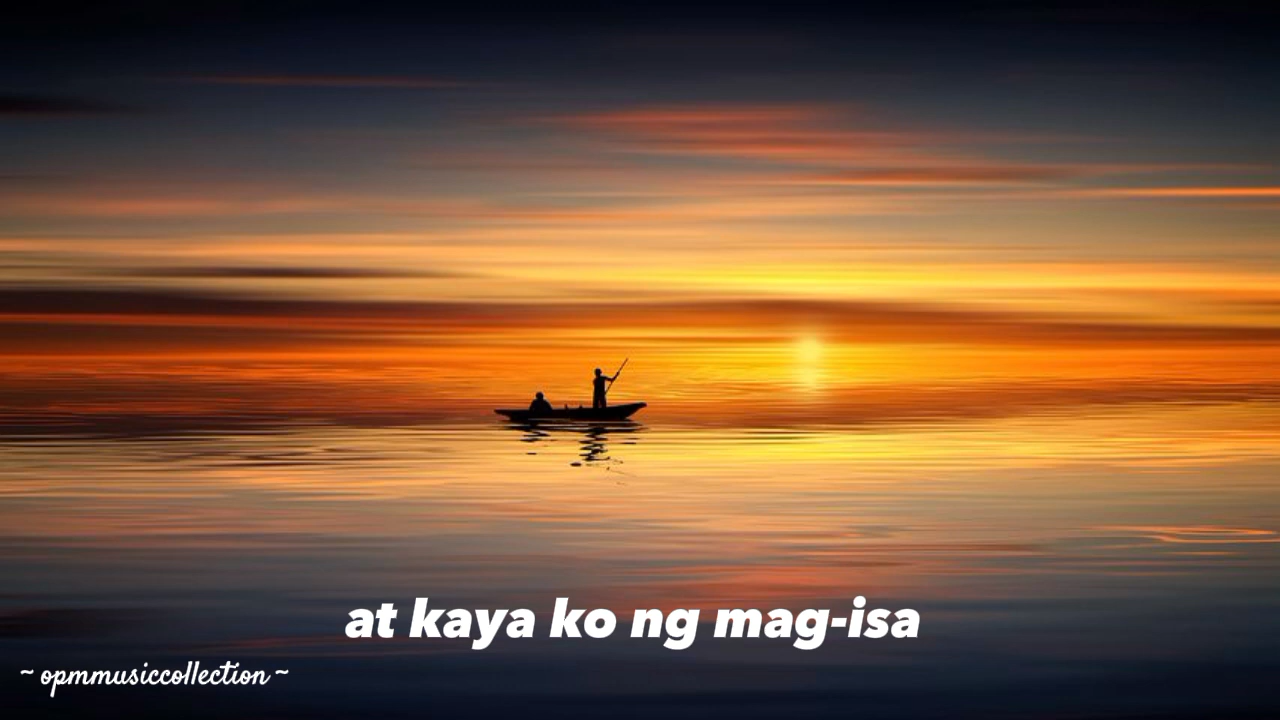 at kaya ko ng mag-isa
~ opmmusiccollection ~